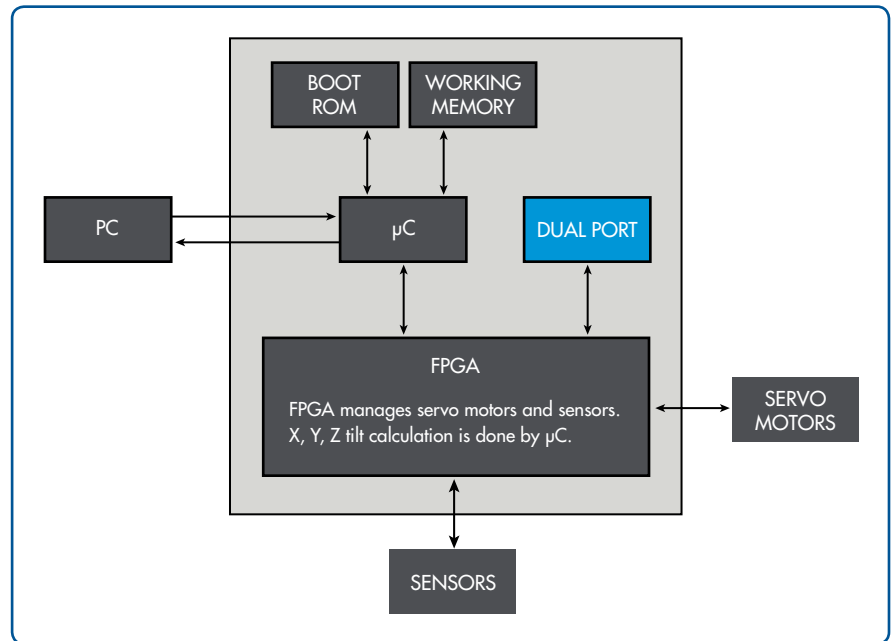 BOOT
ROM
WORKING
MEMORY
PC
µC
DUAL PORT
FPGA
FPGA manages servo motors and sensors.
X, Y, Z tilt calculation is done by µC.
SERVO
MOTORS
SENSORS